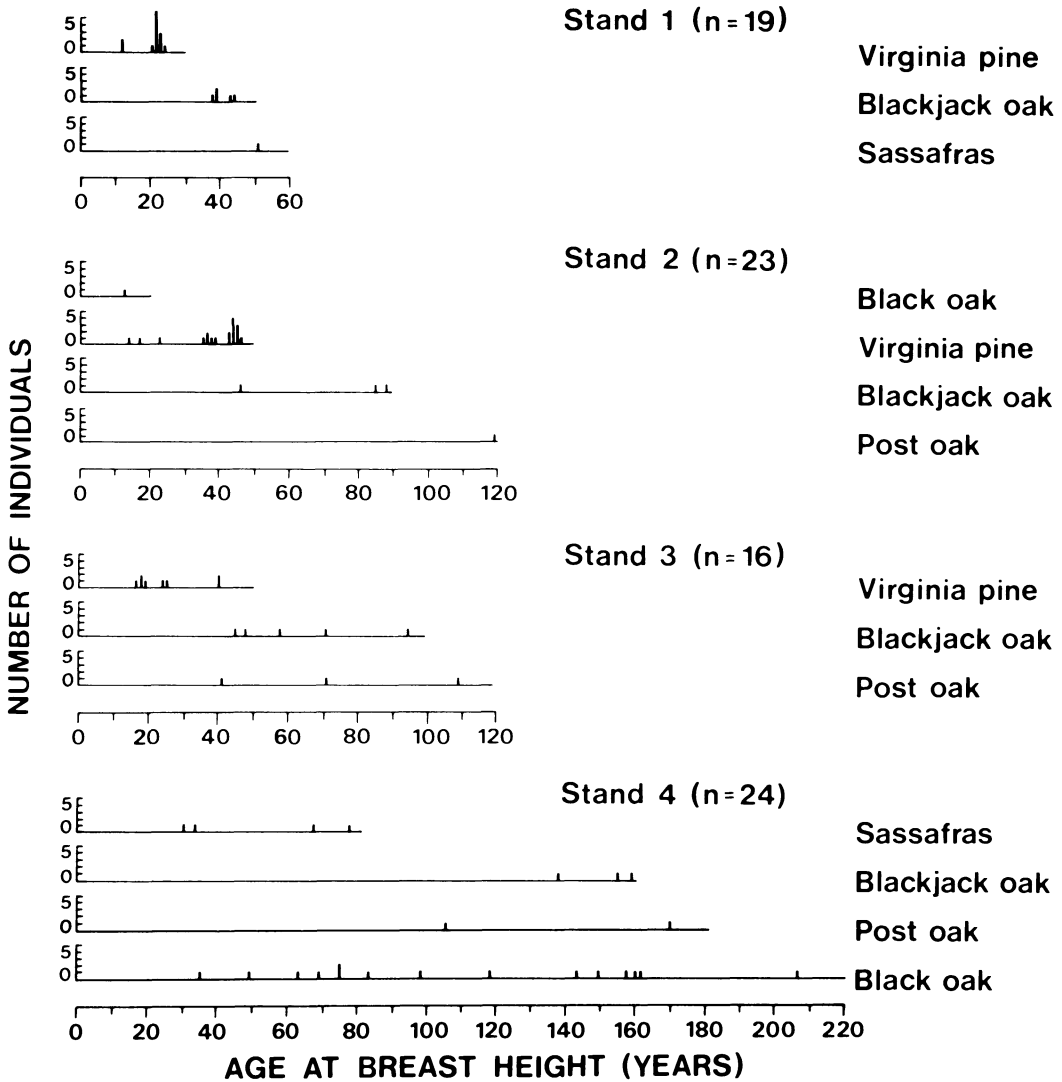 Stand 1 (n=19)
5
0
Virginia pine
5
0
Blackjack oak
5
0
Sassafras
0 20 40 60
Stand 2 (n=23)
5
0
Black oak
5
0
Virginia pine
5
0
Blackjack oak
5
0
Post oak
0 20 40 60 80 100 120
Stand 3 (n=16)
5
0
Virginia pine
5
0
Blackjack oak
5
0
Post oak
0 20 40 60 80 100 120
Stand 4 (n=24)
5
0
Sassafras
5
0
Blackjack oak
5
0
Post oak
5
0
Black oak
0 20 40 60 80 100 120 140 160 180 200 220
AGE AT BREAST HEIGHT (YEARS)
NUMBER OF INDIVIDUALS